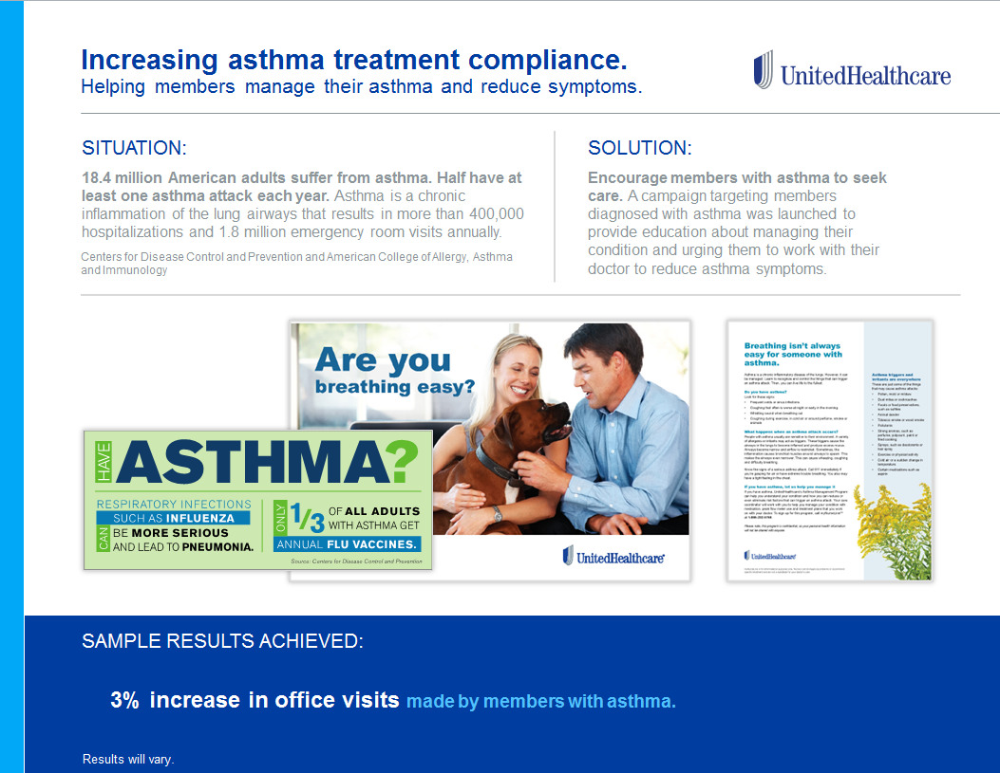 Increasing asthma treatment compliance.
Helping members manage their asthma and reduce symptoms.
UnitedHealthcare
SITUATION:
18.4 million American adults suffer from asthma. Half have at
least one asthma attack each year. Asthma is a chronic
inflammation of the lung airways that results in more than 400,000
hospitalizations and 1.8 million emergency room visits annually.
Centers for Disease Control and Prevention and American College of Allergy, Asthma
and Immunology
SOLUTION:
Encourage members with asthma to seek
care. A campaign targeting members
diagnosed with asthma was launched to
provide education about managing their
condition and urging them to work with their
doctor to reduce asthma symptoms.
Are you
breathing easy?
UnitedHealthcare
HAVE ASTHMA?
RESPIRATORY INFECTIONS
SUCH AS INFLUENZA
CAN BE MORE SERIOUS
AND LEAD TO PNEUMONIA.
ONLY 1/3 OF ALL ADULTS
WITH ASTHMA GET
ANNUAL FLU VACCINES.
Source: Centers for Disease Control and Prevention
Breathing isn't always
easy for someone with
asthma.
Do you have asthma?
What happens when an asthma attack occurs?
If you have asthma, let us help you manage it.
Asthma triggers and
irritants are everywhere
UnitedHealthcare
SAMPLE RESULTS ACHIEVED:
3% increase in office visits made by members with asthma.
Results will vary.